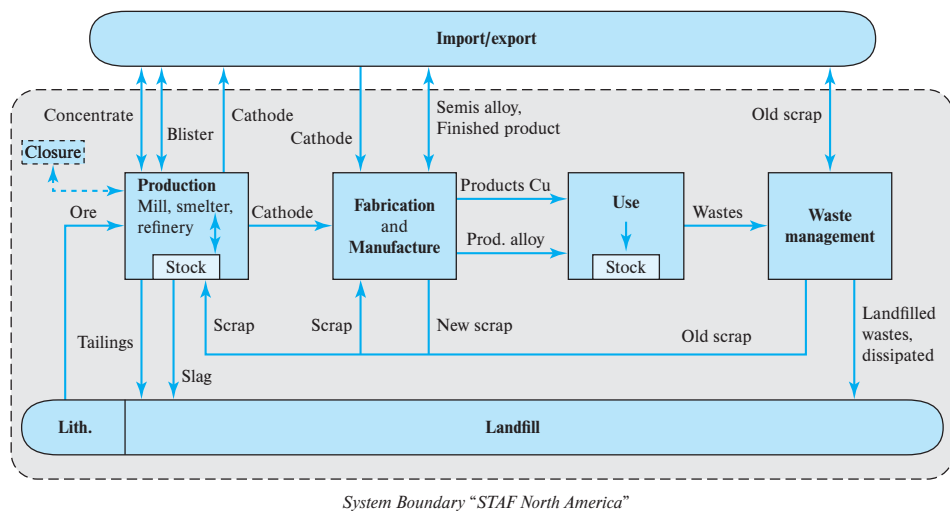 Import/export
Concentrate
Blister
Cathode
Cathode
Semis alloy,
Finished product
Old scrap
Closure
Ore
Production
Mill, smelter,
refinery
Stock
Cathode
Fabrication
and
Manufacture
Products Cu
Prod. alloy
Use
Stock
Wastes
Waste
management
Tailings
Slag
Scrap
Scrap
New scrap
Old scrap
Landfilled
wastes,
dissipated
Lith.
Landfill
System Boundary “STAF North America”